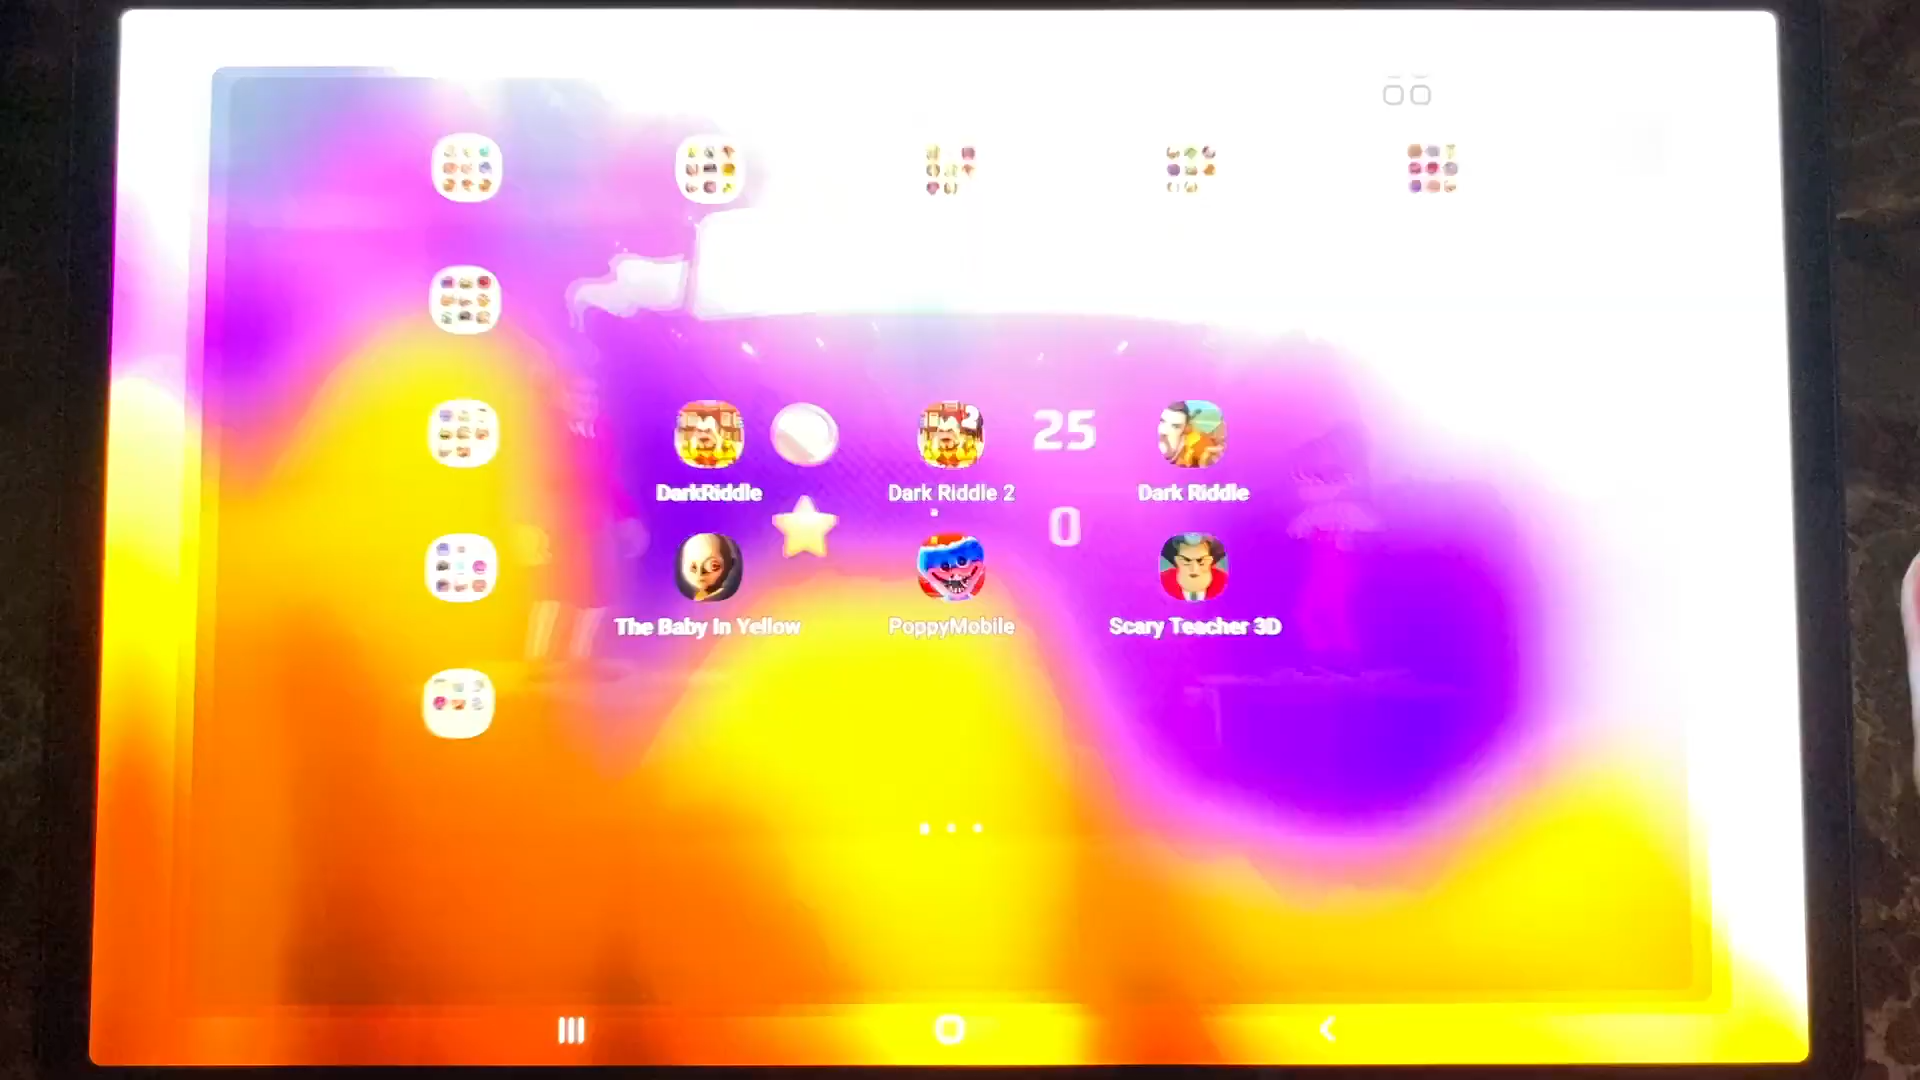 25
DarkRiddle
Dark Riddle 2
Dark Riddle
0
The Baby In Yellow
PoppyMobile
Scary Teacher 3D